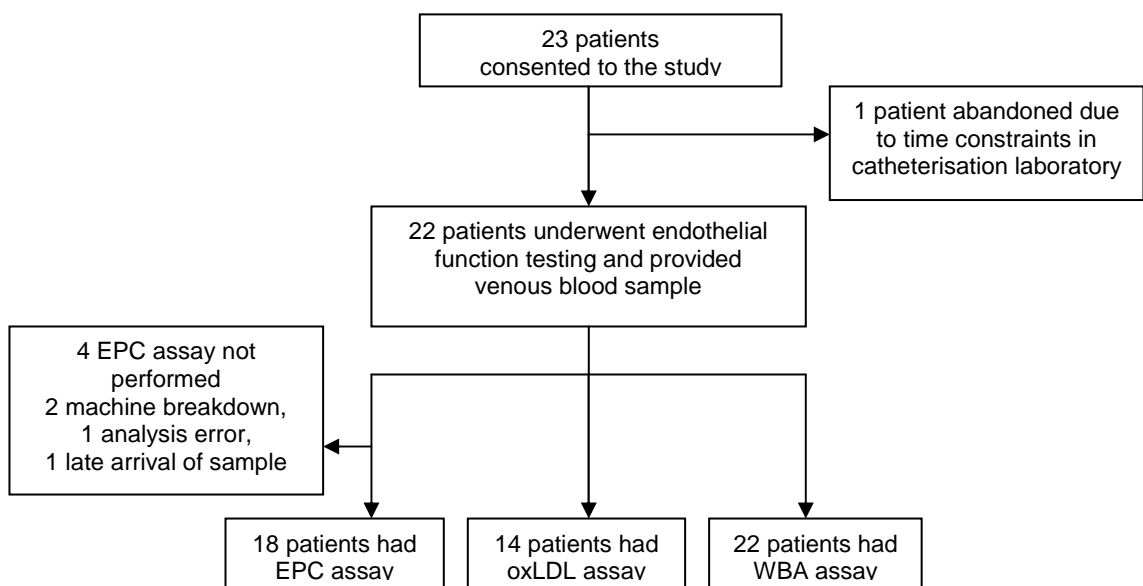 23 patients
consented to the study
1 patient abandoned due
to time constraints in
catheterisation laboratory
22 patients underwent endothelial
function testing and provided
venous blood sample
4 EPC assay not
performed
2 machine breakdown,
1 analysis error,
1 late arrival of sample
18 patients had
EPC assay
14 patients had
oxLDL assay
22 patients had
WBA assay